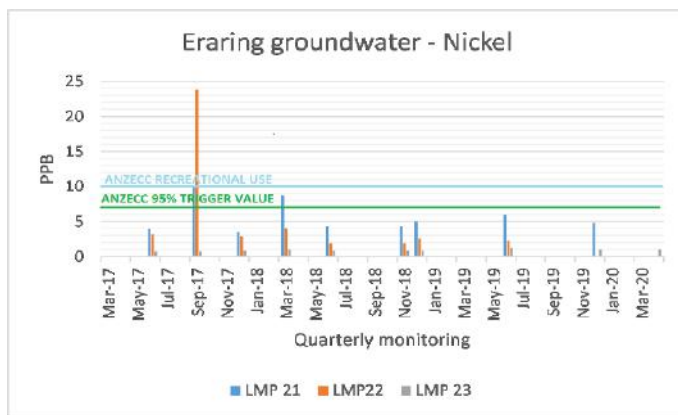 Eraring groundwater - Nickel
25
20
15
10
5
0
PPB
ANZECC RECREATIONAL USE
ANZECC 95% TRIGGER VALUE
Mar-17
May-17
Jul-17
Sep-17
Nov-17
Jan-18
Mar-18
May-18
Jul-18
Sep-18
Nov-18
Jan-19
Mar-19
May-19
Jul-19
Sep-19
Nov-19
Jan-20
Mar-20
Quarterly monitoring
LMP 21 LMP22 LMP 23